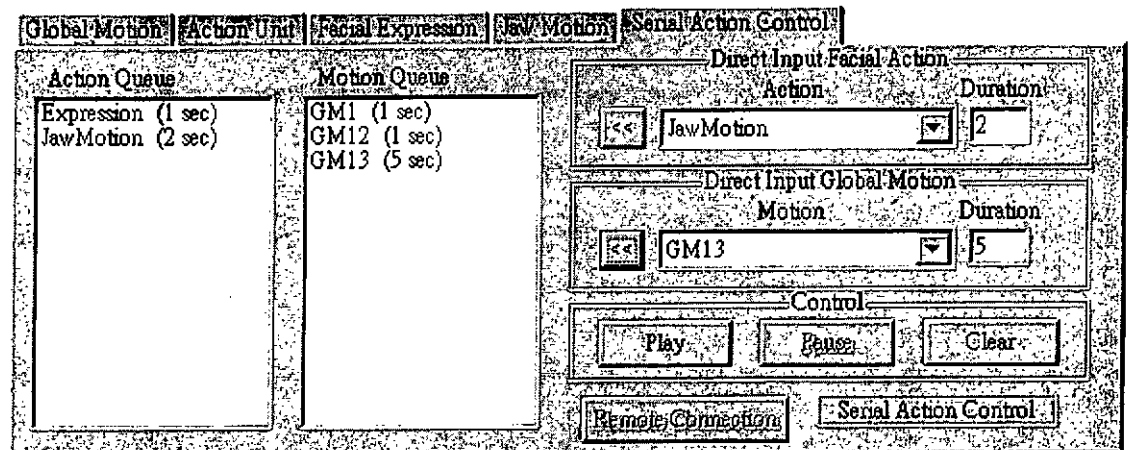 Global Motion Action Unit Facial Expression Jaw Motion Serial Action Control
Action Queue
Expression (1 sec)
JawMotion (2 sec)
Motion Queue
GM1 (1 sec)
GM12 (1 sec)
GM13 (5 sec)
Direct Input Facial Action
Action Duration
<< JawMotion 2
Direct Input Global Motion
Motion Duration
<< GM13 5
Control
Play Pause Clear
Remote Connection Serial Action Control